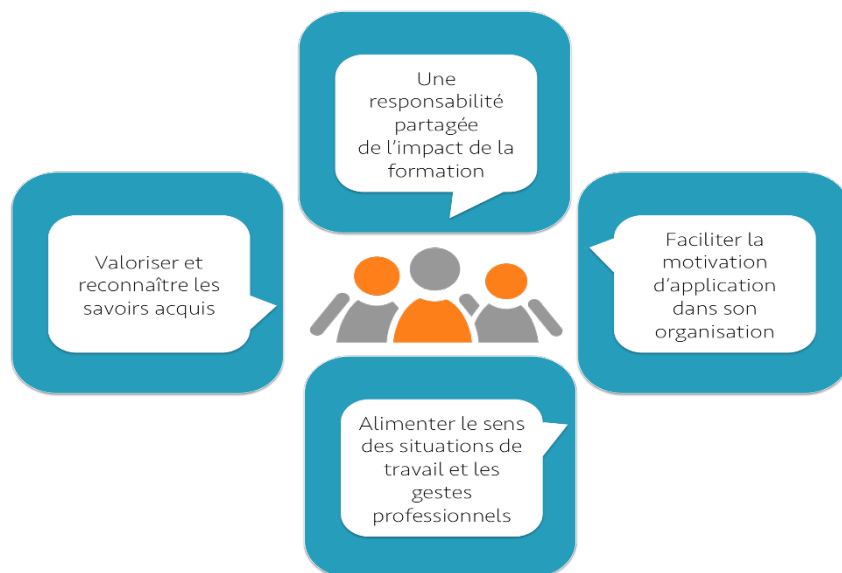 Une
responsabilité
partagée
de l’impact de la
formation
Valoriser et
reconnaître les
savoirs acquis
Faciliter la
motivation
d’application
dans son
organisation
Alimenter le sens
des situations de
travail et les
gestes
professionnels